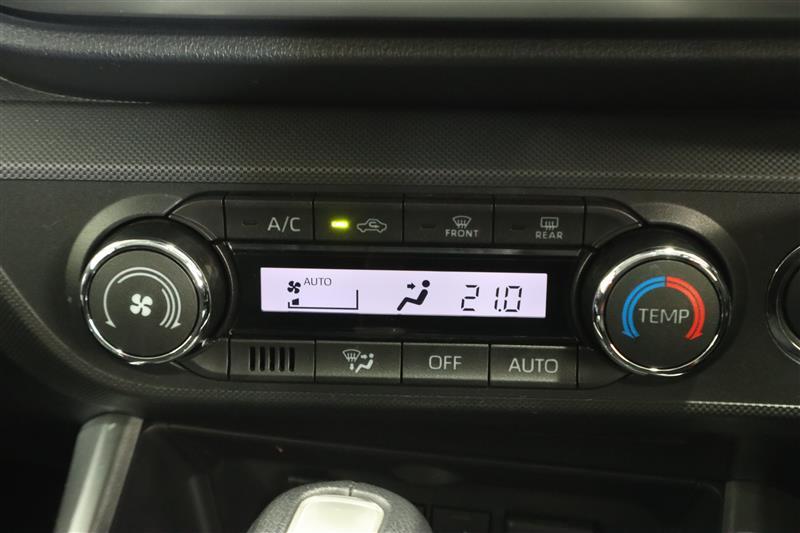 A/C FRONT REAR
AUTO
21.0
TEMP
OFF AUTO